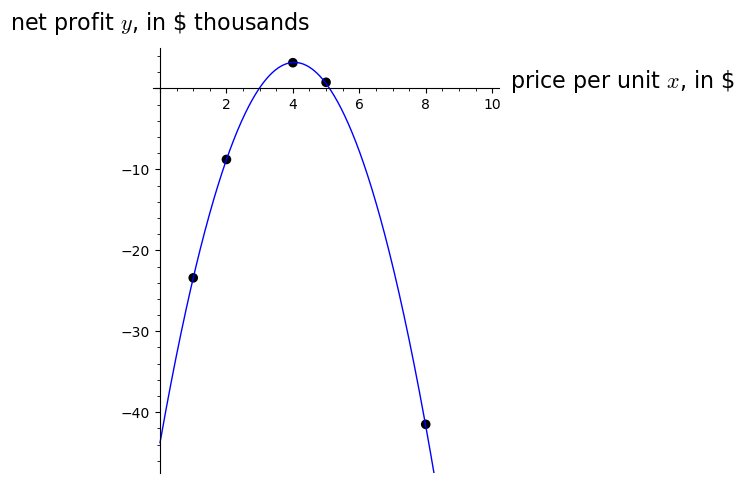 net profit y, in $ thousands
price per unit x, in $
2 4 6 8 10
−10
−20
−30
−40